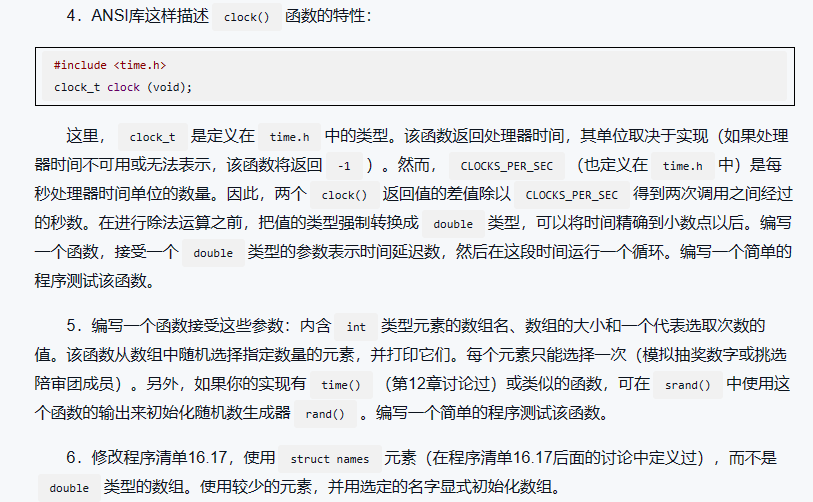 4．ANSI库这样描述 clock() 函数的特性：
#include <time.h>
clock_t clock (void);
这里， clock_t 是定义在 time.h 中的类型。该函数返回处理器时间，其单位取决于实现（如果处
理器时间不可用或无法表示，该函数将返回 -1 ）。然而， CLOCKS_PER_SEC （也定义在 time.h 中）是每
秒处理器时间单位的数量。因此，两个 clock() 返回值的差值除以 CLOCKS_PER_SEC 得到两次调用之间经过
的秒数。在进行除法运算之前，把值的类型强制转换成 double 类型，可以将时间精确到小数点以后。编写
一个函数，接受一个 double 类型的参数表示时间延迟数，然后在这段时间运行一个循环。编写一个简单的
程序测试该函数。
5．编写一个函数接受这些参数：内含 int 类型元素的数组名、数组的大小和一个代表选取次数的
值。该函数从数组中随机选择指定数量的元素，并打印它们。每个元素只能选择一次（模拟抽奖数字或挑选
陪审团成员）。另外，如果你的实现有 time() （第12章讨论过）或类似的函数，可在 srand() 中使用这
个函数的输出来初始化随机数生成器 rand() 。编写一个简单的程序测试该函数。
6．修改程序清单16.17，使用 struct names 元素（在程序清单16.17后面的讨论中定义过），而不是
double 类型的数组。使用较少的元素，并用选定的名字显式初始化数组。